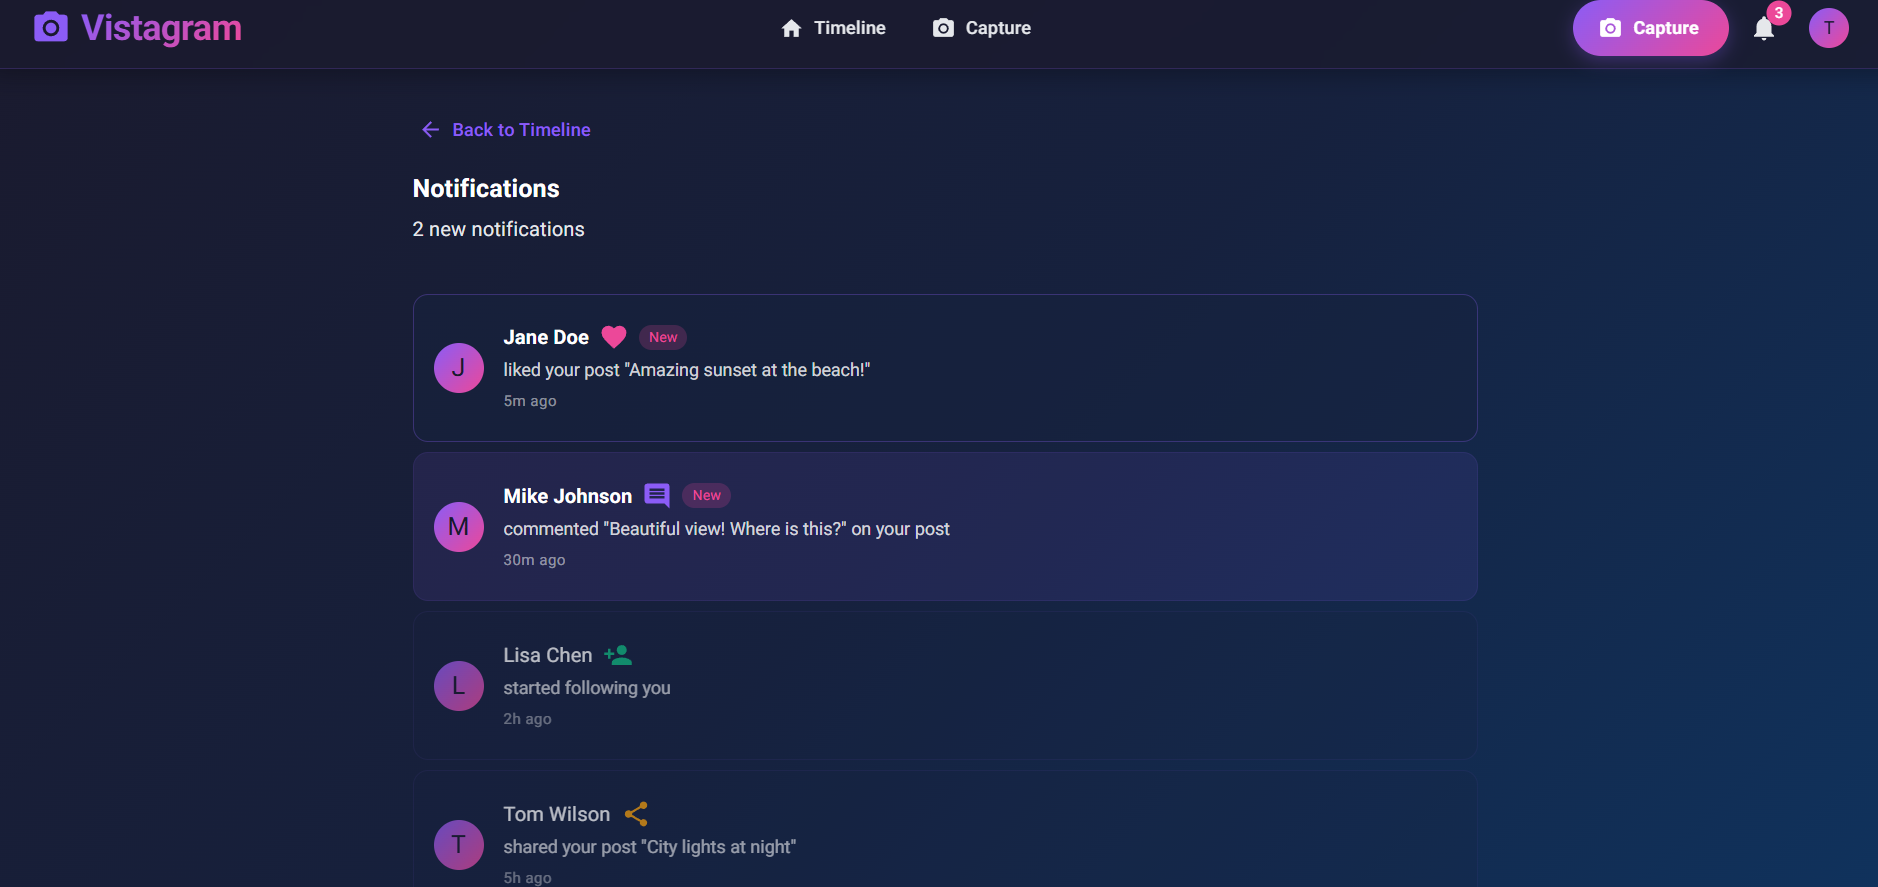 Vistagram
Timeline
Capture
Capture
3
T
Back to Timeline
Notifications
2 new notifications
J
Jane Doe New
liked your post "Amazing sunset at the beach!"
5m ago
M
Mike Johnson New
commented "Beautiful view! Where is this?" on your post
30m ago
L
Lisa Chen
started following you
2h ago
T
Tom Wilson
shared your post "City lights at night"
5h ago